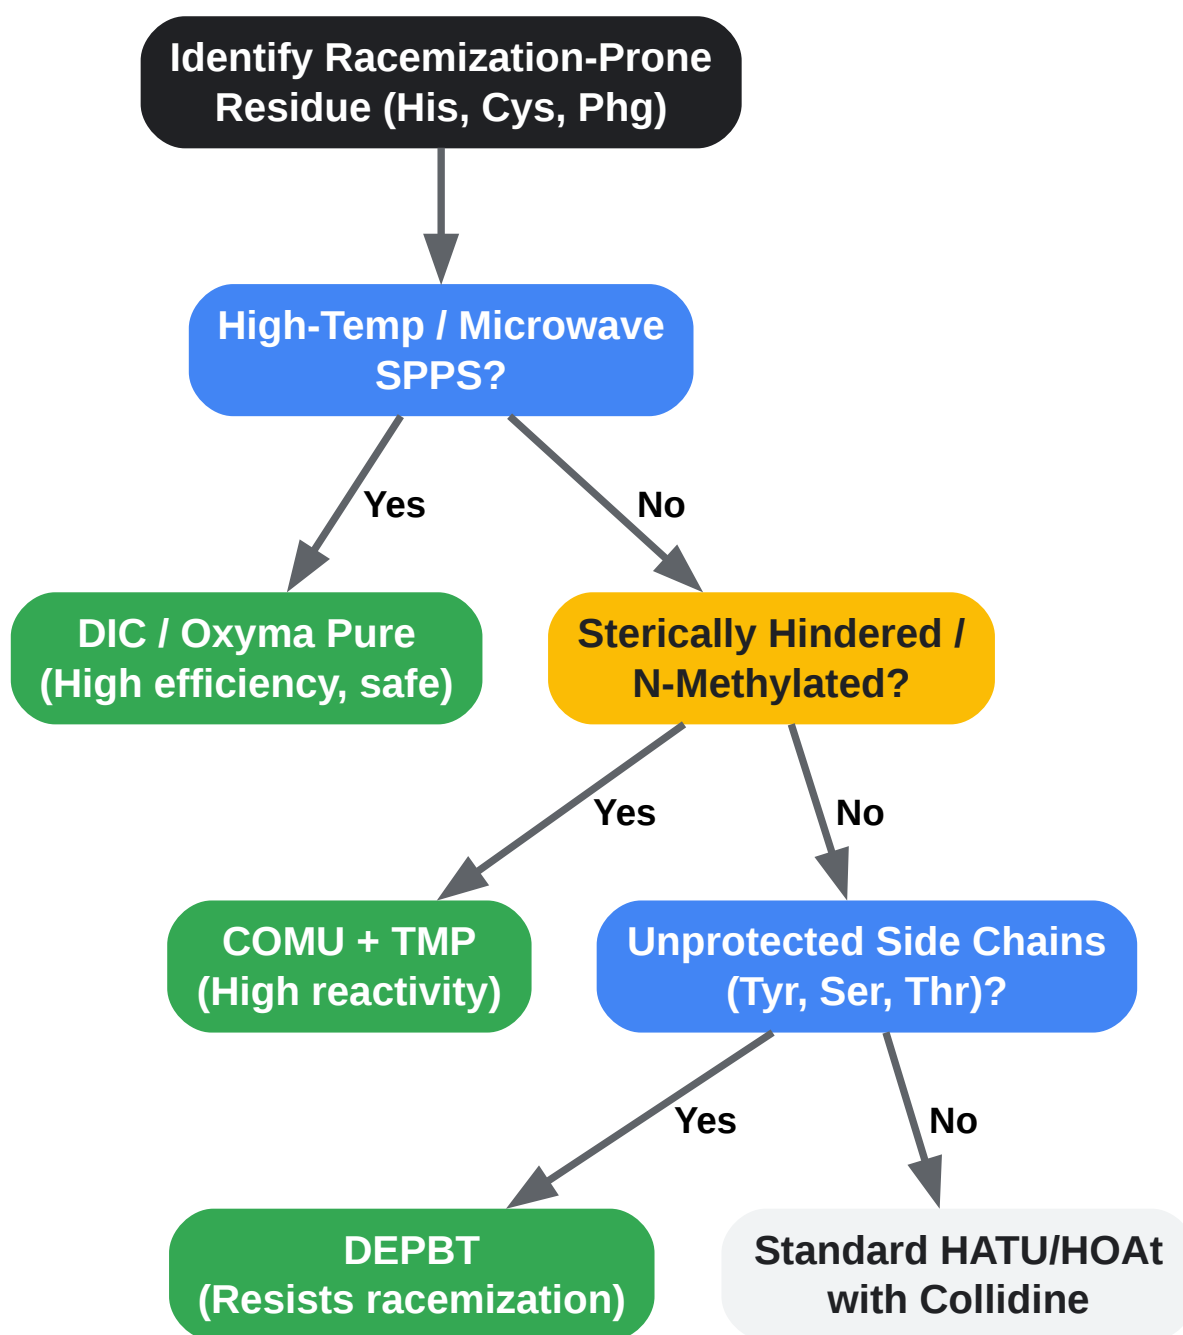 Identify Racemization-Prone
Residue (His, Cys, Phg)
High-Temp / Microwave
SPPS?
Yes
No
DIC / Oxyma Pure
(High efficiency, safe)
Sterically Hindered /
N-Methylated?
Yes
No
COMU + TMP
(High reactivity)
Unprotected Side Chains
(Tyr, Ser, Thr)?
Yes
No
DEPBT
(Resists racemization)
Standard HATU/HOAt
with Collidine